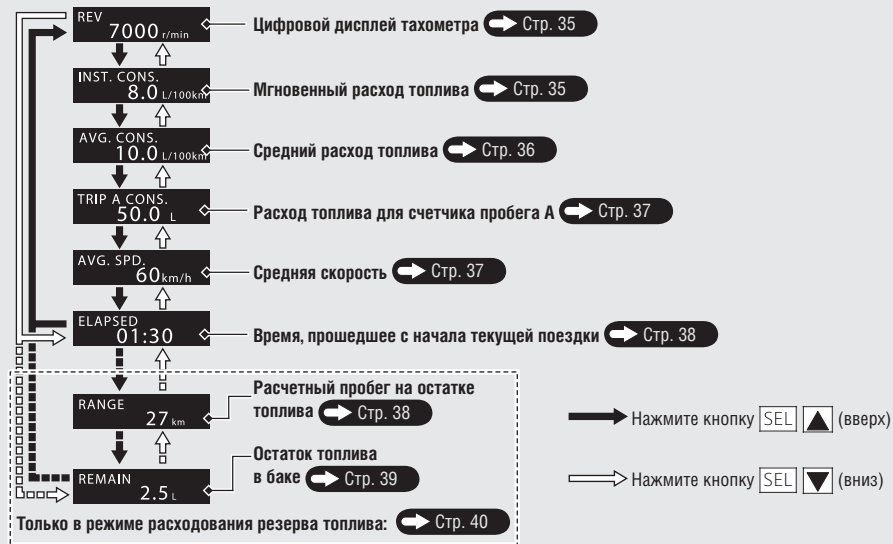 REV
7000 r/min
Цифровой дисплей тахометра Стр. 35
INST. CONS.
8.0 L/100km
Мгновенный расход топлива Стр. 35
AVG. CONS.
10.0 L/100km
Средний расход топлива Стр. 36
TRIP A CONS.
50.0 L
Расход топлива для счетчика пробега А Стр. 37
AVG. SPD.
60 km/h
Средняя скорость Стр. 37
ELAPSED
01:30
Время, прошедшее с начала текущей поездки Стр. 38
RANGE
27 km
Расчетный пробег на остатке
топлива Стр. 38
REMAIN
2.5 L
Остаток топлива
в баке Стр. 39
Только в режиме расходования резерва топлива: Стр. 40
Нажмите кнопку SEL ▲ (вверх)
Нажмите кнопку SEL ▼ (вниз)